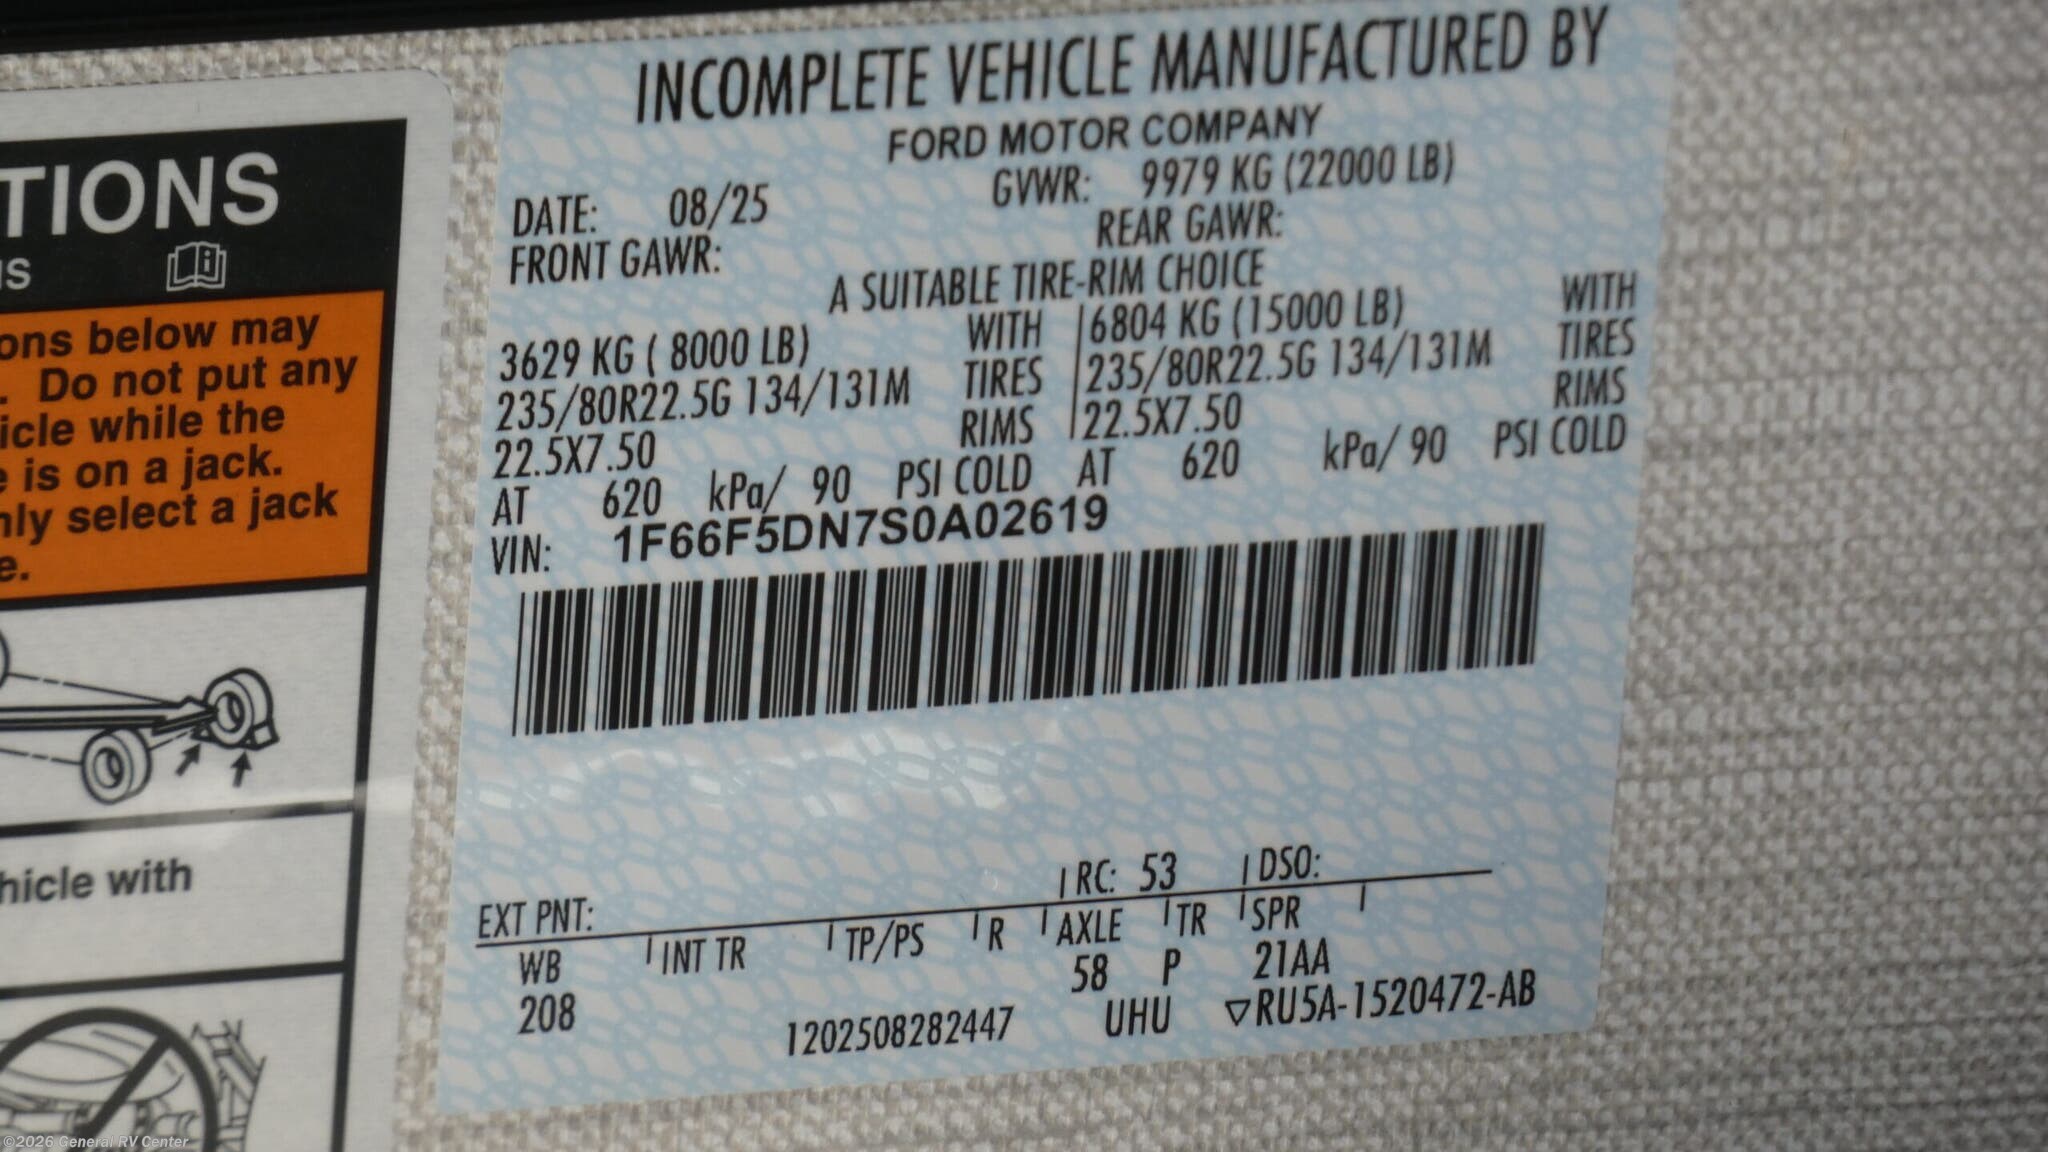 TIONS
NS
ons below may
. Do not put any
icle while the
e is on a jack.
nly select a jack
e.
hicle with
INCOMPLETE VEHICLE MANUFACTURED BY
FORD MOTOR COMPANY
DATE: 08/25 GVWR: 9979 KG (22000 LB)
FRONT GAWR: REAR GAWR:
A SUITABLE TIRE-RIM CHOICE
3629 KG ( 8000 LB) WITH 6804 KG (15000 LB) WITH
235/80R22.5G 134/131M TIRES 235/80R22.5G 134/131M TIRES
22.5X7.50 RIMS 22.5X7.50 RIMS
AT 620 kPa/ 90 PSI COLD AT 620 kPa/ 90 PSI COLD
VIN: 1F66F5DN7S0A02619
EXT PNT: RC: 53 DSO:
WB INT TR TP/PS R AXLE TR SPR
208 58 P 21AA
1202508282447 UHU ▽RU5A-1520472-AB
©2026 General RV Center